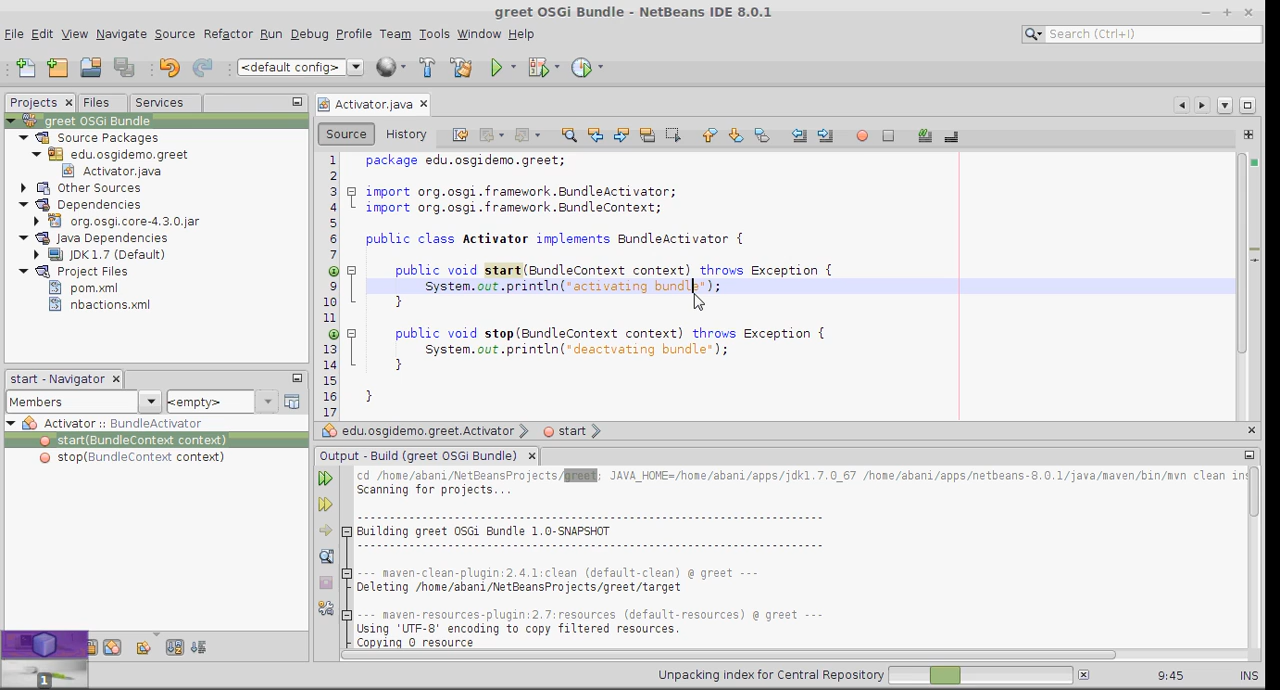 greet OSGi Bundle - NetBeans IDE 8.0.1
File Edit View Navigate Source Refactor Run Debug Profile Team Tools Window Help
Search (Ctrl+I)
<default config>
Projects Files Services
greet OSGi Bundle
Source Packages
edu.osgidemo.greet
Activator.java
Other Sources
Dependencies
org.osgi.core-4.3.0.jar
Java Dependencies
JDK 1.7 (Default)
Project Files
pom.xml
nbactions.xml
start - Navigator
Members
<empty>
Activator :: BundleActivator
start(BundleContext context)
stop(BundleContext context)
1
Activator.java
Source History
1 package edu.osgidemo.greet;
2
3 import org.osgi.framework.BundleActivator;
4 import org.osgi.framework.BundleContext;
5
6 public class Activator implements BundleActivator {
7
public void start(BundleContext context) throws Exception {
9 System.out.println("activating bundle");
10 }
11
public void stop(BundleContext context) throws Exception {
13 System.out.println("deactvating bundle");
14 }
15
16 }
17
edu.osgidemo.greet.Activator start
Output - Build (greet OSGi Bundle)
cd /home/abani/NetBeansProjects/greet; JAVA_HOME=/home/abani/apps/jdk1.7.0_67 /home/abani/apps/netbeans-8.0.1/java/maven/bin/mvn clean ins
Scanning for projects...
------------------------------------------------------------------------
Building greet OSGi Bundle 1.0-SNAPSHOT
------------------------------------------------------------------------
--- maven-clean-plugin:2.4.1:clean (default-clean) @ greet ---
Deleting /home/abani/NetBeansProjects/greet/target
--- maven-resources-plugin:2.7:resources (default-resources) @ greet ---
Using 'UTF-8' encoding to copy filtered resources.
Copying 0 resource
Unpacking index for Central Repository
9:45 INS